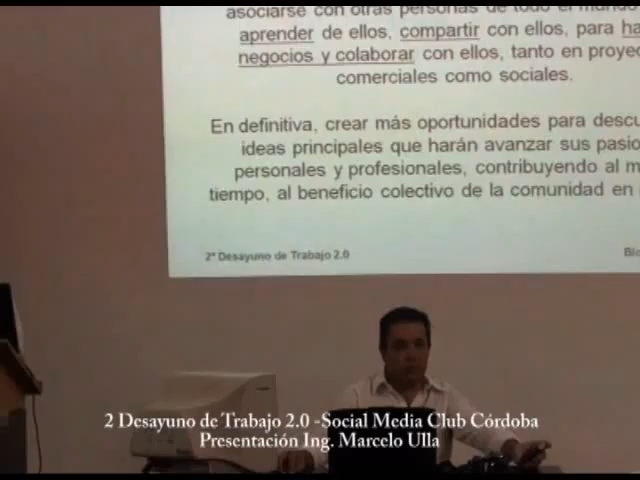 asociarse con otras personas de todo el mundo
aprender de ellos, compartir con ellos, para ha
negocios y colaborar con ellos, tanto en proye
comerciales como sociales.
En definitiva, crear más oportunidades para descu
ideas principales que harán avanzar sus pasio
personales y profesionales, contribuyendo al m
tiempo, al beneficio colectivo de la comunidad en
2º Desayuno de Trabajo 2.0
Blo
2 Desayuno de Trabajo 2.0 -Social Media Club Córdoba
Presentación Ing. Marcelo Ulla